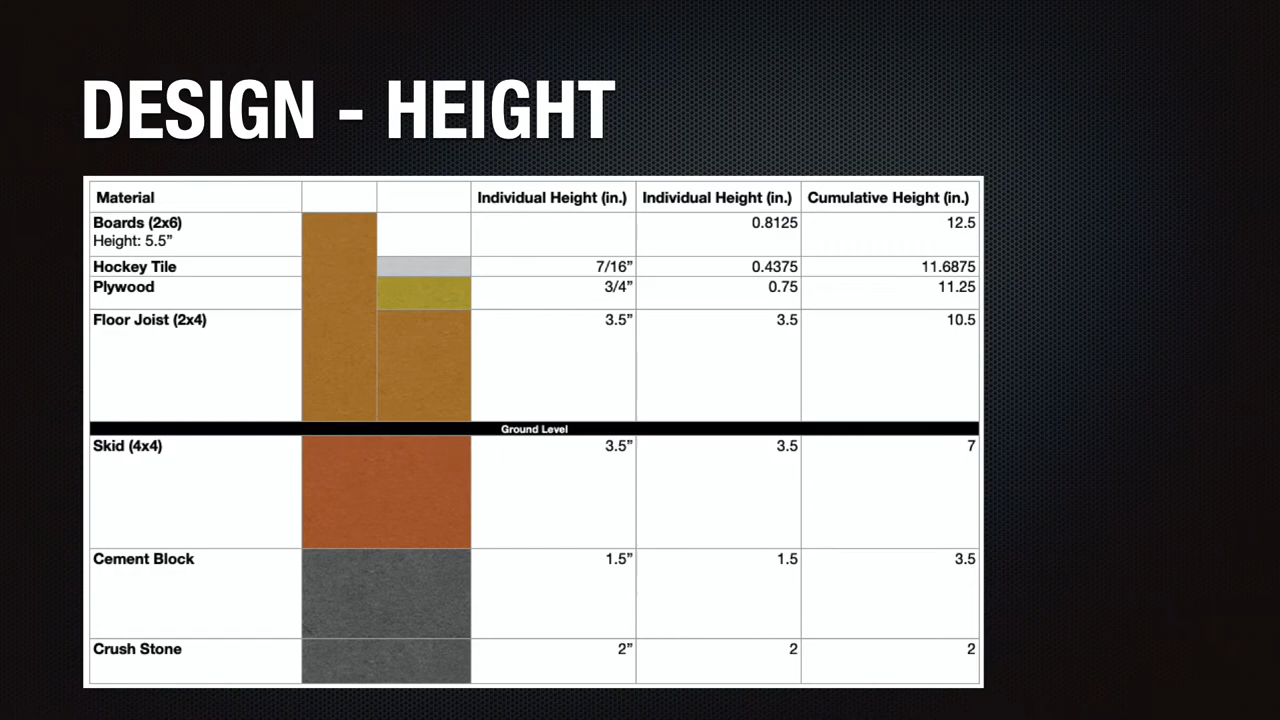 DESIGN - HEIGHT
Material Individual Height (in.) Individual Height (in.) Cumulative Height (in.)
Boards (2x6) 0.8125 12.5
Height: 5.5”
Hockey Tile 7/16” 0.4375 11.6875
Plywood 3/4” 0.75 11.25
Floor Joist (2x4) 3.5” 3.5 10.5
Ground Level
Skid (4x4) 3.5” 3.5 7
Cement Block 1.5” 1.5 3.5
Crush Stone 2” 2 2